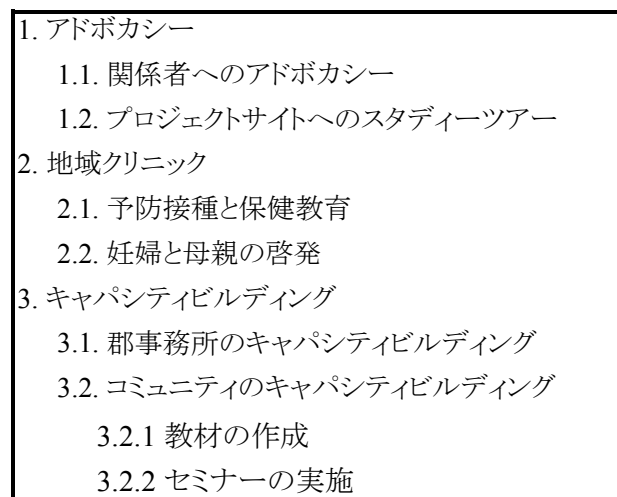 1. アドボカシー
1.1. 関係者へのアドボカシー
1.2. プロジェクトサイトへのスタディーツアー
2. 地域クリニック
2.1. 予防接種と保健教育
2.2. 妊婦と母親の啓発
3. キャパシティビルディング
3.1. 郡事務所のキャパシティビルディング
3.2. コミュニティのキャパシティビルディング
3.2.1 教材の作成
3.2.2 セミナーの実施